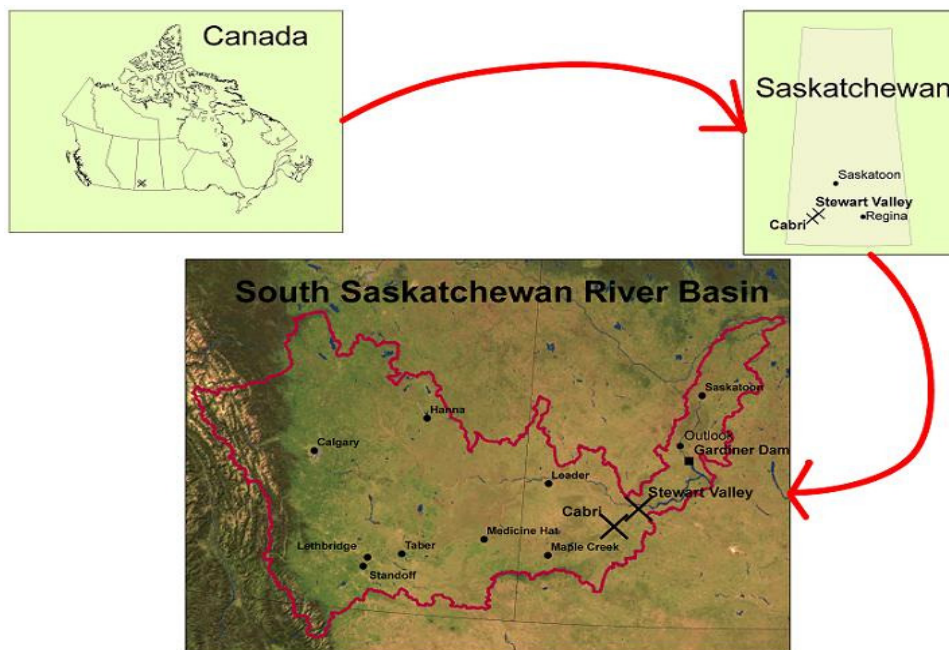 Canada
Saskatchewan
Saskatoon
Stewart Valley
Cabri
Regina
South Saskatchewan River Basin
Saskatoon
Hanna
Outlook
Calgary
Gardiner Dam
Leader
Stewart Valley
Cabri
Medicine Hat
Lethbridge
Taber
Maple Creek
Standoff